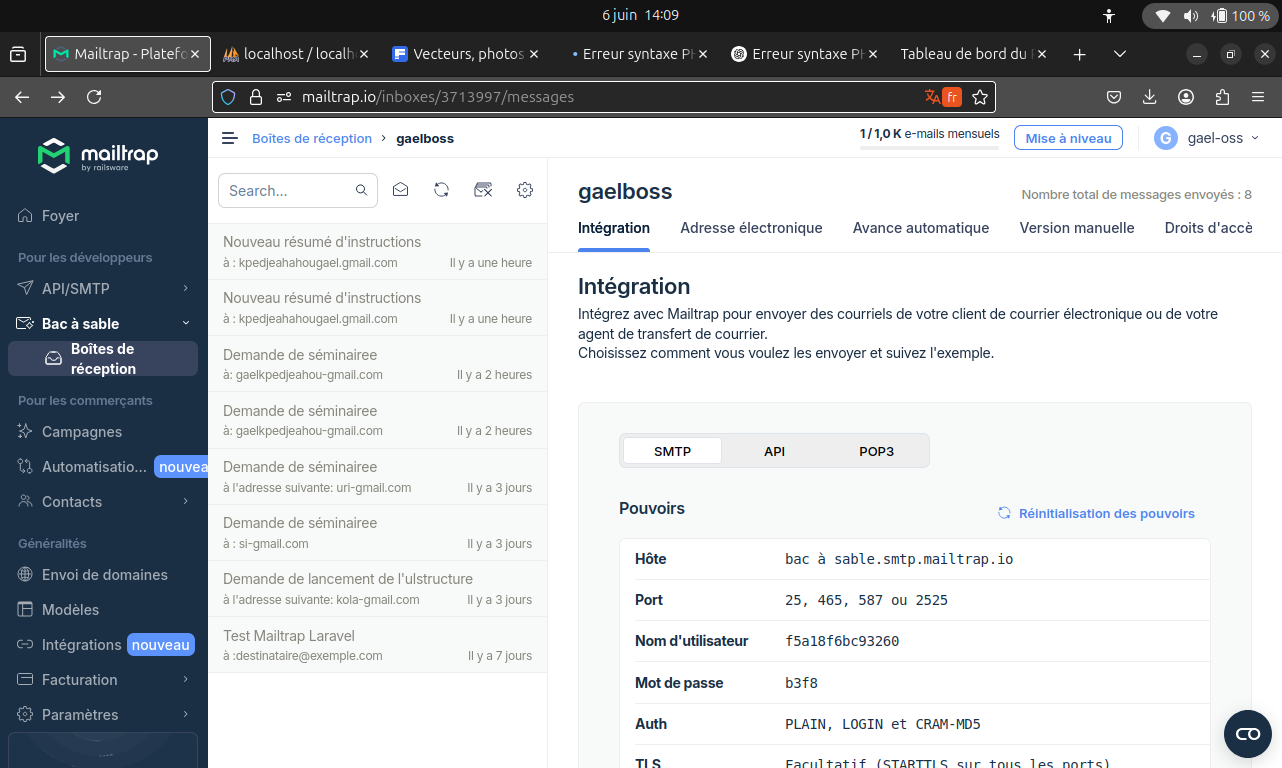 6 juin 14:09
100 %
Mailtrap - Platefo
localhost / localh
Vecteurs, photos
Erreur syntaxe PH
Erreur syntaxe PH
Tableau de bord du F
mailtrap.io/inboxes/3713997/messages
fr
mailtrap
by railsware
Foyer
Pour les développeurs
API/SMTP
Bac à sable
Boîtes de
réception
Pour les commerçants
Campagnes
Automatisatio... nouvea
Contacts
Généralités
Envoi de domaines
Modèles
Intégrations nouveau
Facturation
Paramètres
Boîtes de réception > gaelboss
1 / 1,0 K e-mails mensuels
Mise à niveau
G gael-oss
Search...
Nouveau résumé d'instructions
à : kpedjeahahougael.gmail.com Il y a une heure
Nouveau résumé d'instructions
à : kpedjeahahougael.gmail.com Il y a une heure
Demande de séminairee
à: gaelkpedjeahou-gmail.com Il y a 2 heures
Demande de séminairee
à: gaelkpedjeahou-gmail.com Il y a 2 heures
Demande de séminairee
à l'adresse suivante: uri-gmail.com Il y a 3 jours
Demande de séminairee
à : si-gmail.com Il y a 3 jours
Demande de lancement de l'ulstructure
à l'adresse suivante: kola-gmail.com Il y a 3 jours
Test Mailtrap Laravel
à :destinataire@exemple.com Il y a 7 jours
gaelboss
Nombre total de messages envoyés : 8
Intégration Adresse électronique Avance automatique Version manuelle Droits d'accè
Intégration
Intégrez avec Mailtrap pour envoyer des courriels de votre client de courrier électronique ou de votre
agent de transfert de courrier.
Choisissez comment vous voulez les envoyer et suivez l'exemple.
SMTP API POP3
Pouvoirs
Réinitialisation des pouvoirs
Hôte bac à sable.smtp.mailtrap.io
Port 25, 465, 587 ou 2525
Nom d'utilisateur f5a18f6bc93260
Mot de passe b3f8
Auth PLAIN, LOGIN et CRAM-MD5
TLS Facultatif (STARTTLS sur tous les ports)